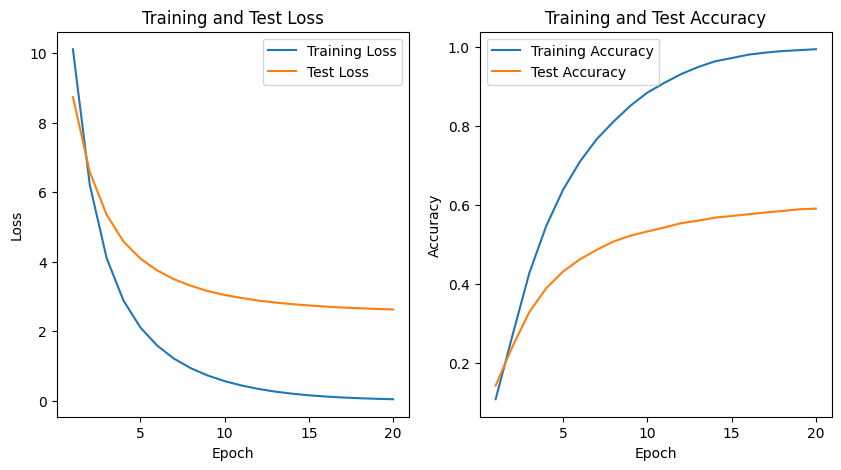 Training and Test Loss
Training Loss
Test Loss
10
8
6
4
2
0
Loss
5
10
15
20
Epoch
Training and Test Accuracy
Training Accuracy
Test Accuracy
1.0
0.8
0.6
0.4
0.2
Accuracy
5
10
15
20
Epoch